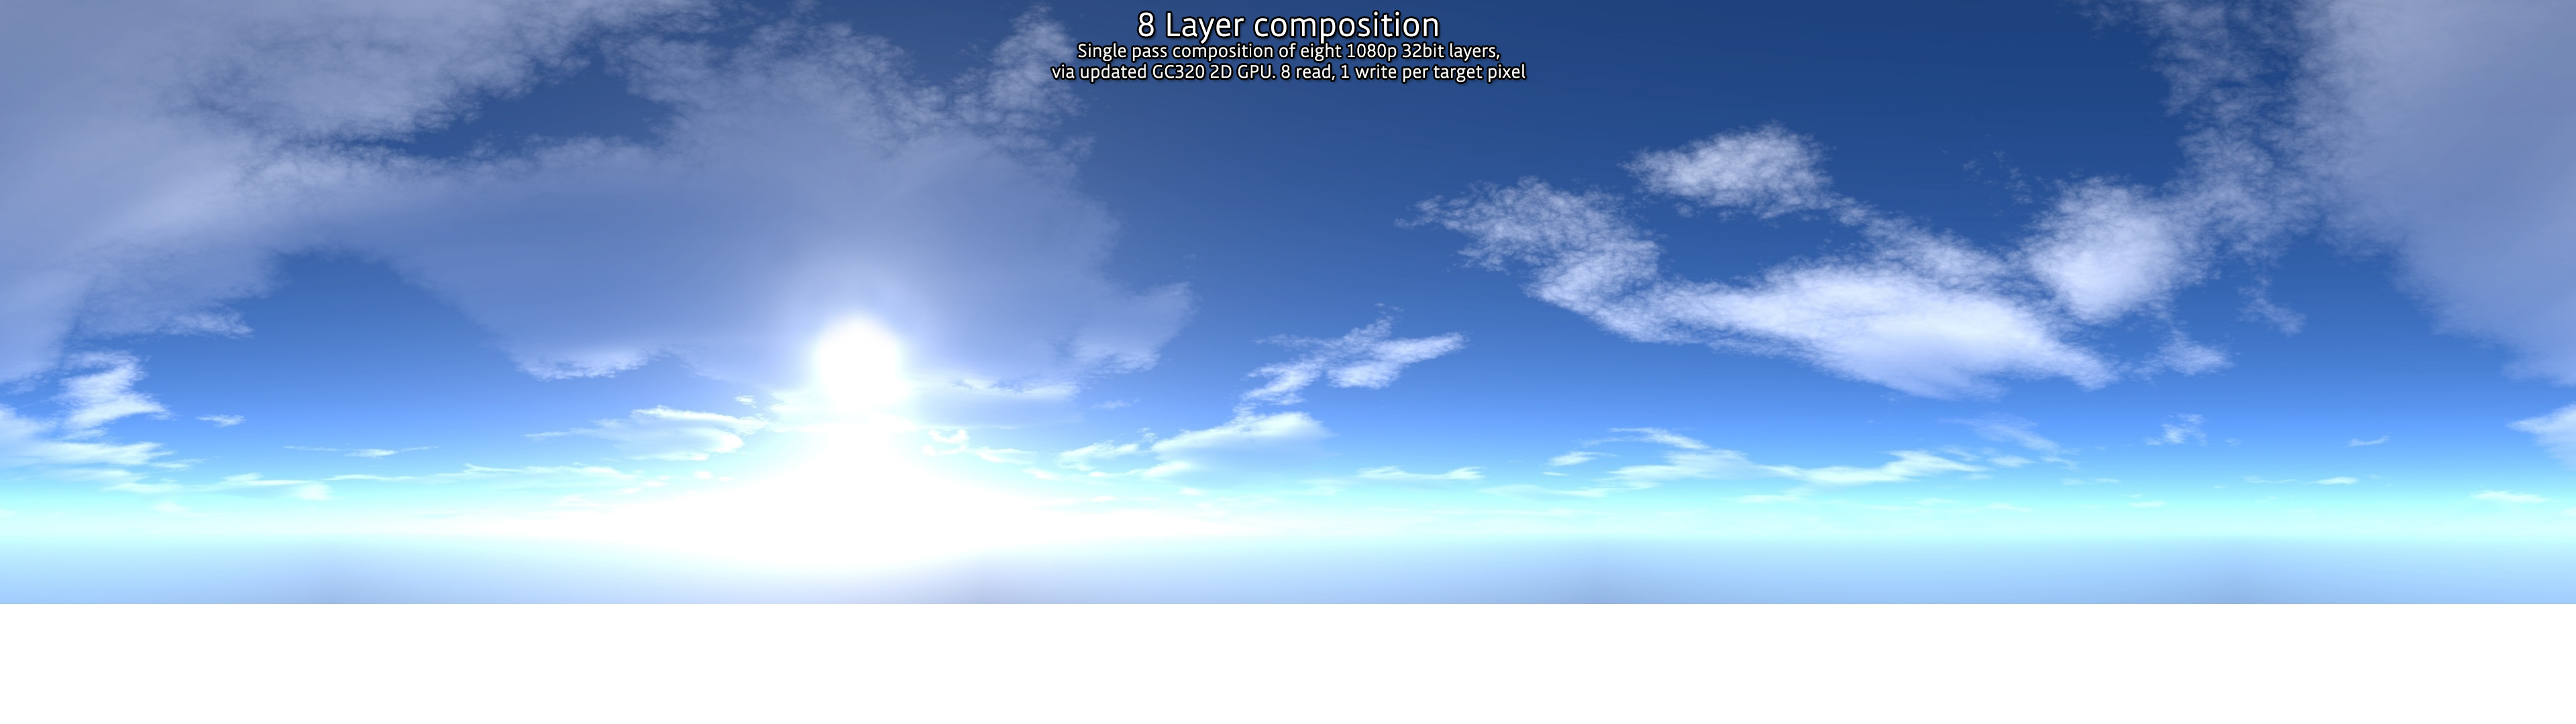 8 Layer composition
Single pass composition of eight 1080p 32bit layers,
via updated GC320 2D GPU. 8 read, 1 write per target pixel